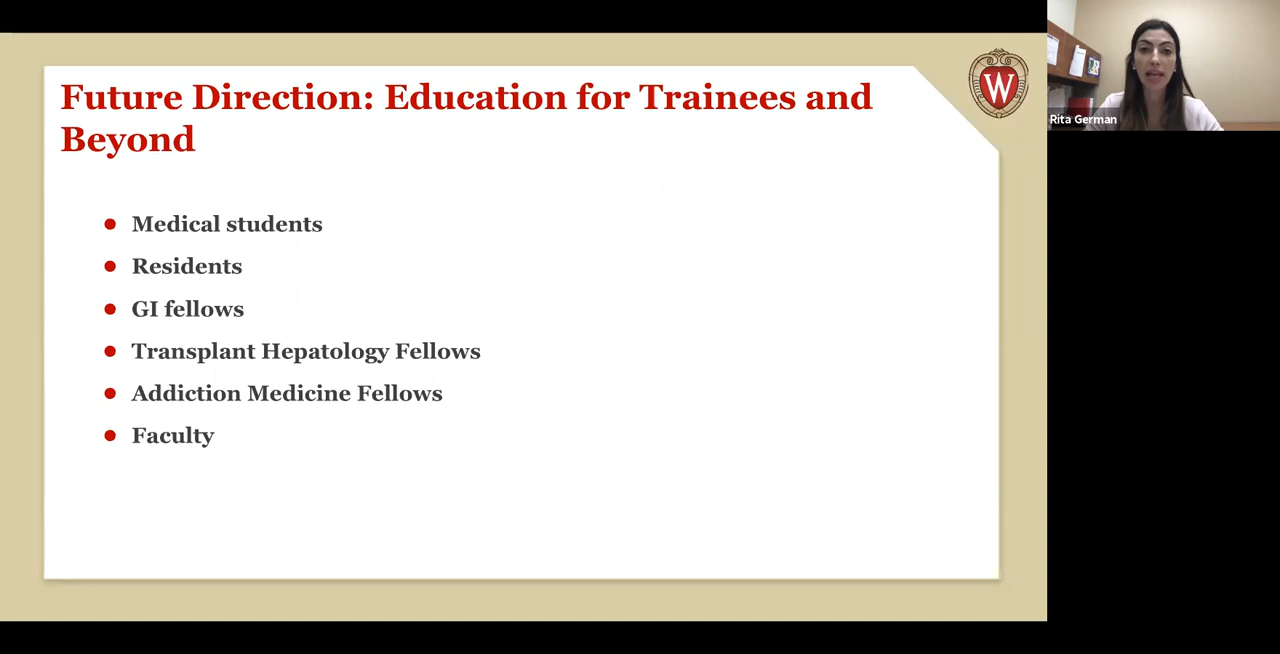 Future Direction: Education for Trainees and
Beyond
Medical students
Residents
GI fellows
Transplant Hepatology Fellows
Addiction Medicine Fellows
Faculty
W
Rita German